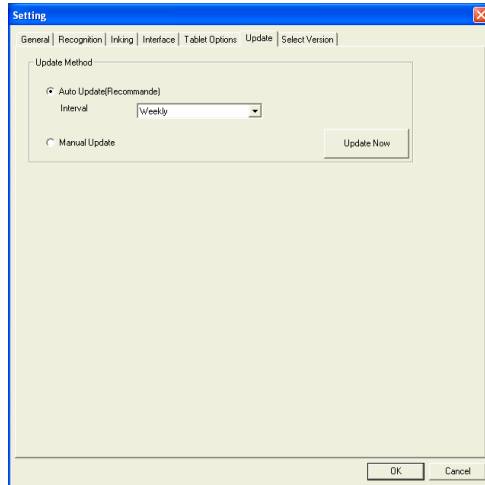 Setting
General Recognition Inking Interface Tablet Options Update Select Version
Update Method
Auto Update(Recommande)
Interval Weekly
Manual Update Update Now
OK Cancel